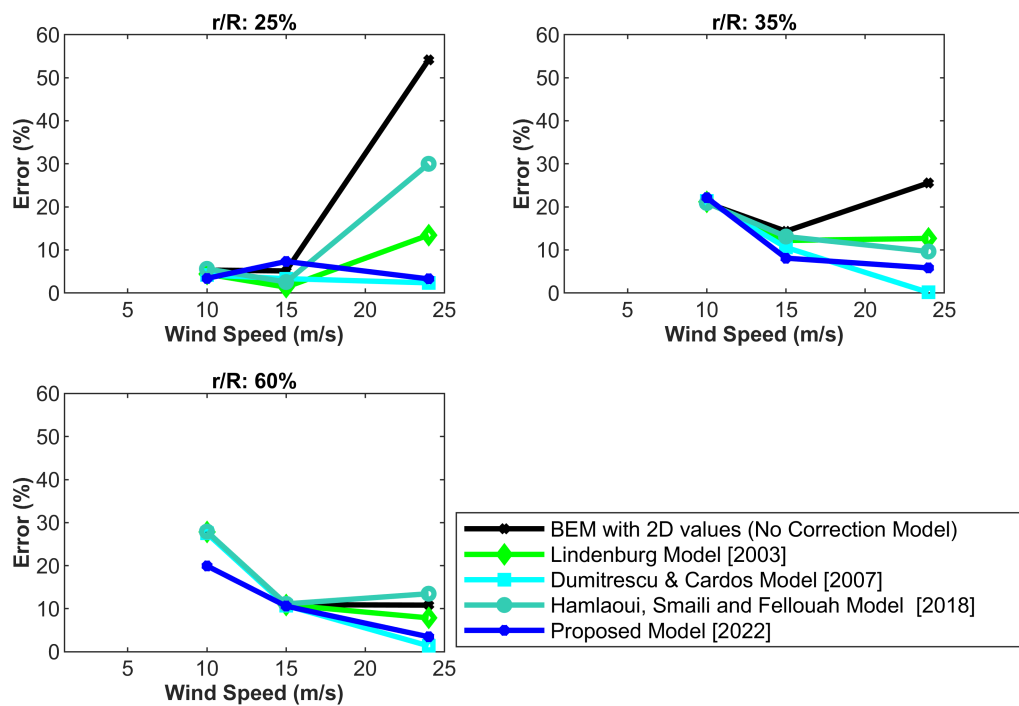 r/R: 25%
60
50
40
30
20
10
0
Error (%)
5
10
15
20
25
Wind Speed (m/s)
r/R: 35%
60
50
40
30
20
10
0
Error (%)
5
10
15
20
25
Wind Speed (m/s)
r/R: 60%
60
50
40
30
20
10
0
Error (%)
5
10
15
20
25
Wind Speed (m/s)
BEM with 2D values (No Correction Model)
Lindenburg Model [2003]
Dumitrescu & Cardos Model [2007]
Hamlaoui, Smaili and Fellouah Model [2018]
Proposed Model [2022]